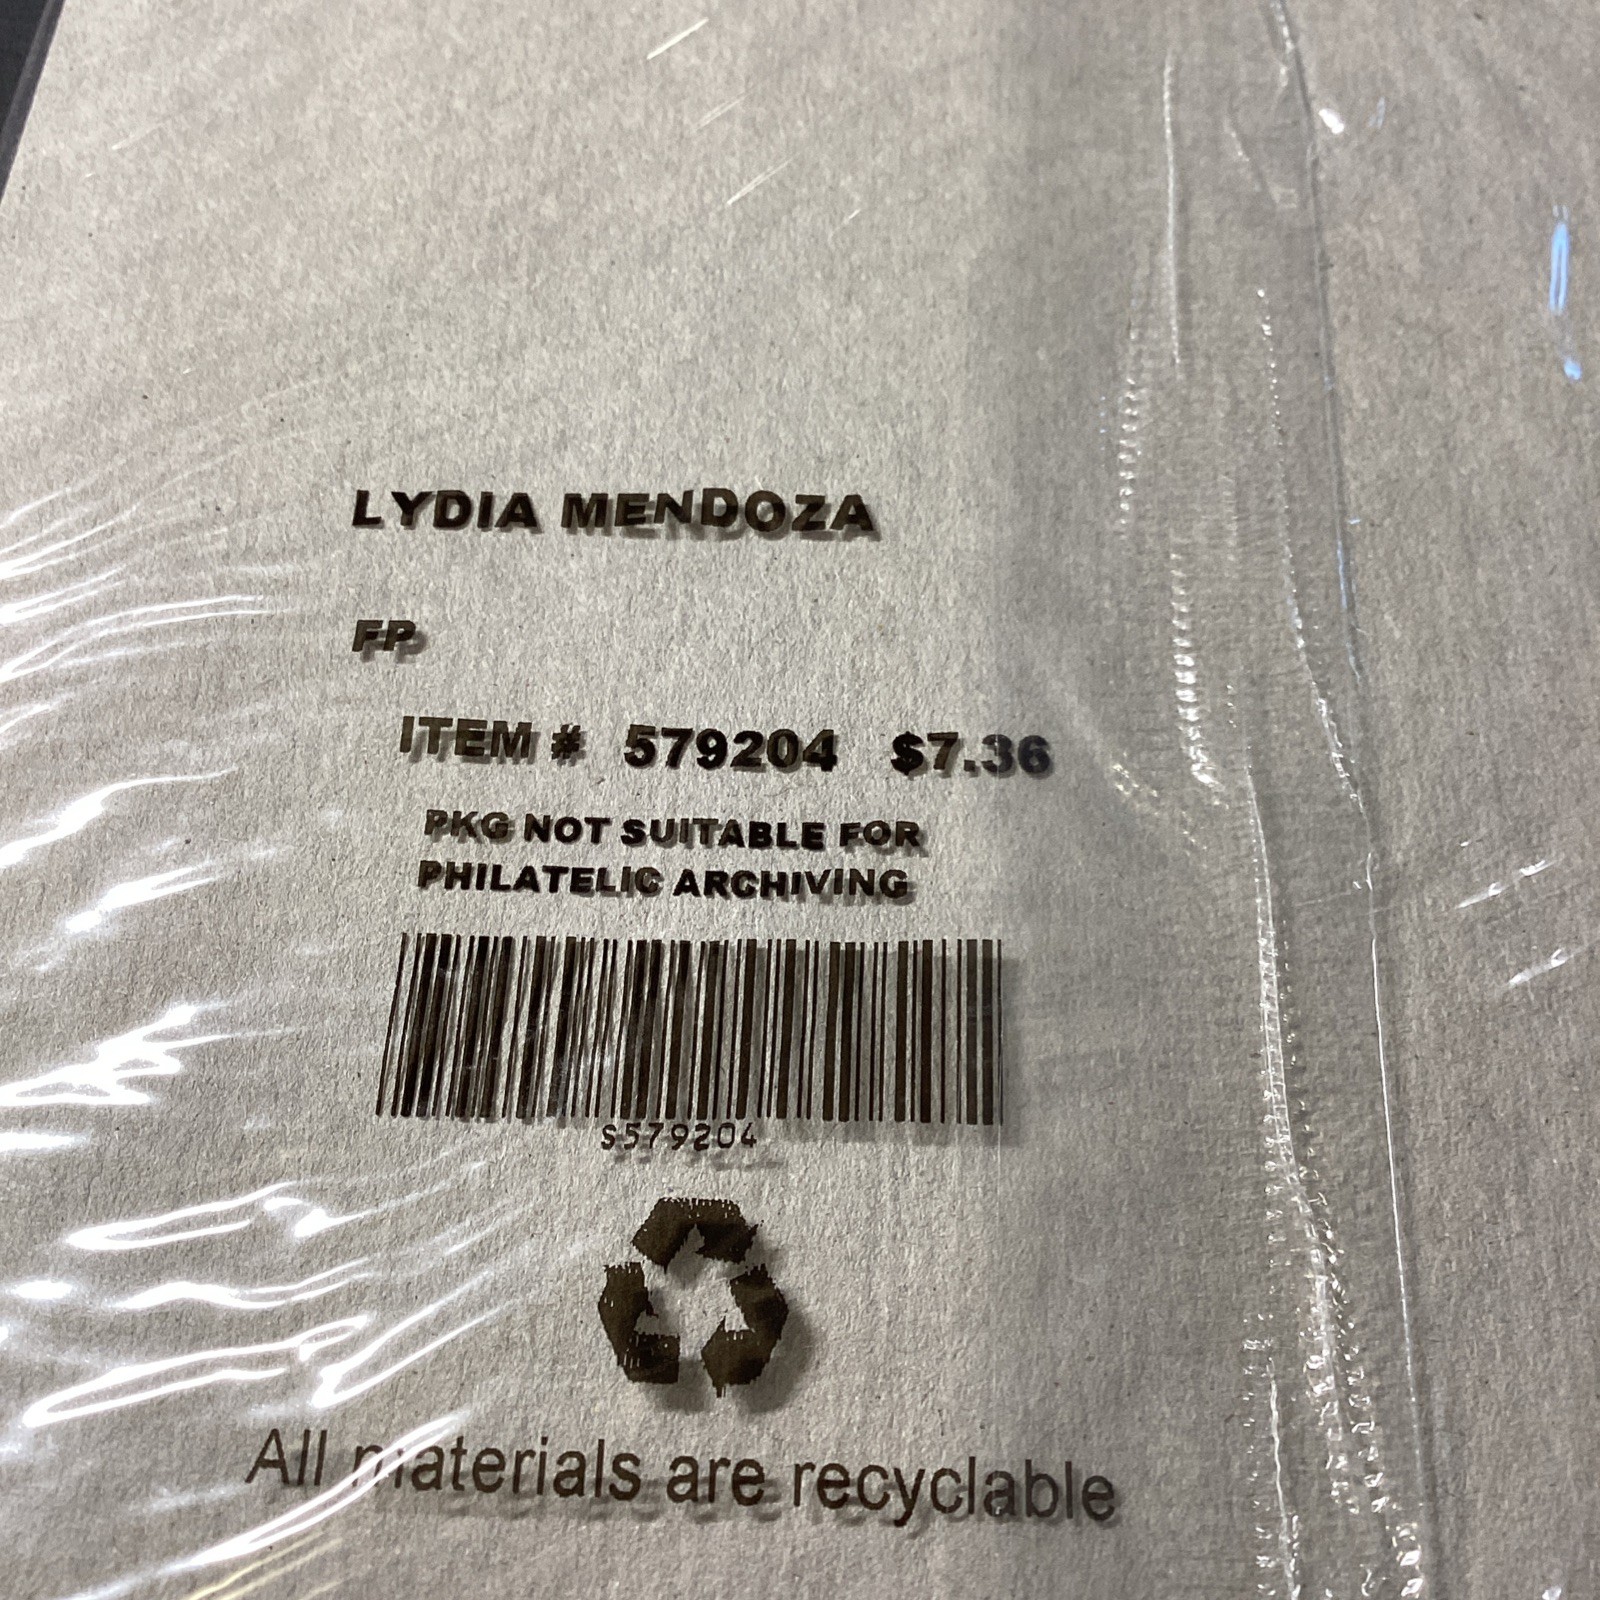 LYDIA MENDOZA
FP
ITEM # 579204 $7.36
PKG NOT SUITABLE FOR
PHILATELIC ARCHIVING
S579204
All materials are recyclable